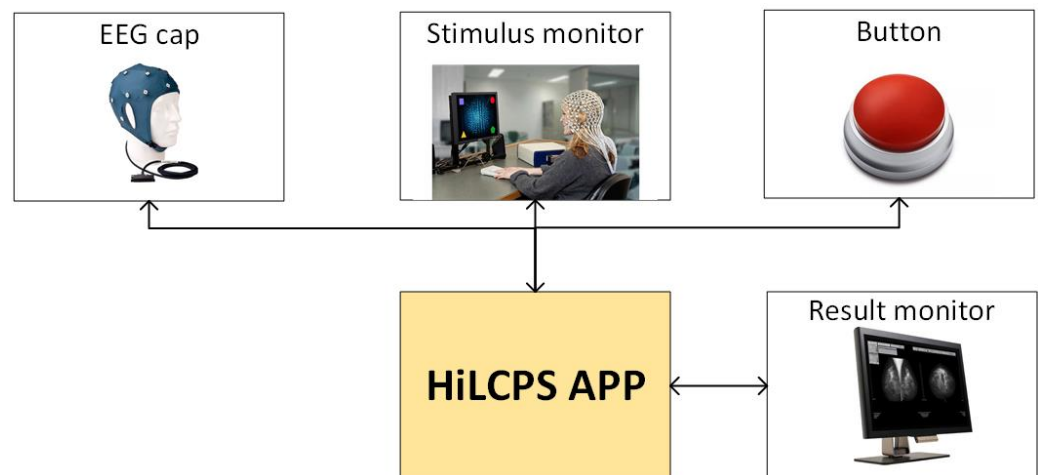 EEG cap
Stimulus monitor
Button
HiLCPS APP
Result monitor